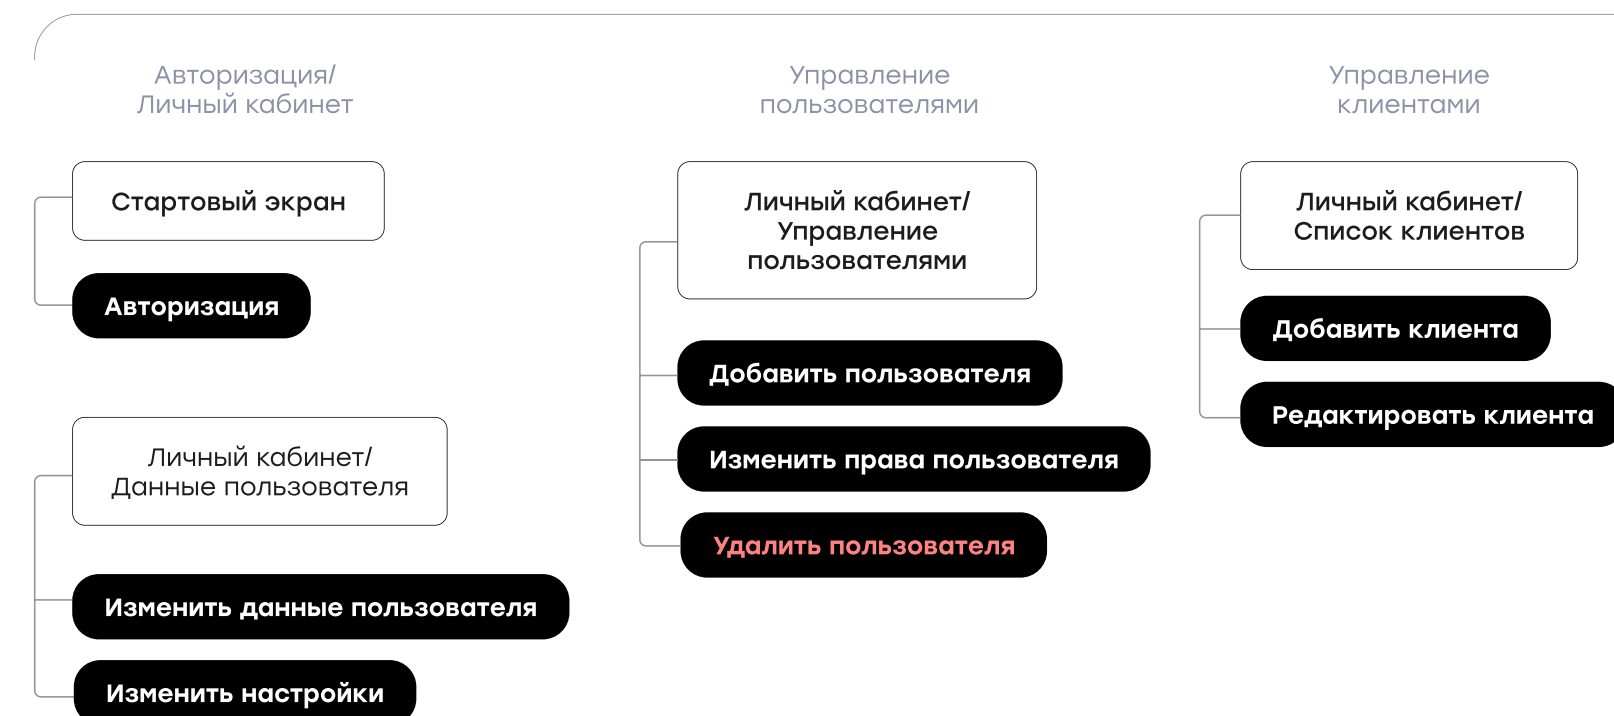 Авторизация/
Личный кабинет
Стартовый экран
Авторизация
Личный кабинет/
Данные пользователя
Изменить данные пользователя
Изменить настройки
Управление
пользователями
Личный кабинет/
Управление
пользователями
Добавить пользователя
Изменить права пользователя
Удалить пользователя
Управление
клиентами
Личный кабинет/
Список клиентов
Добавить клиента
Редактировать клиента